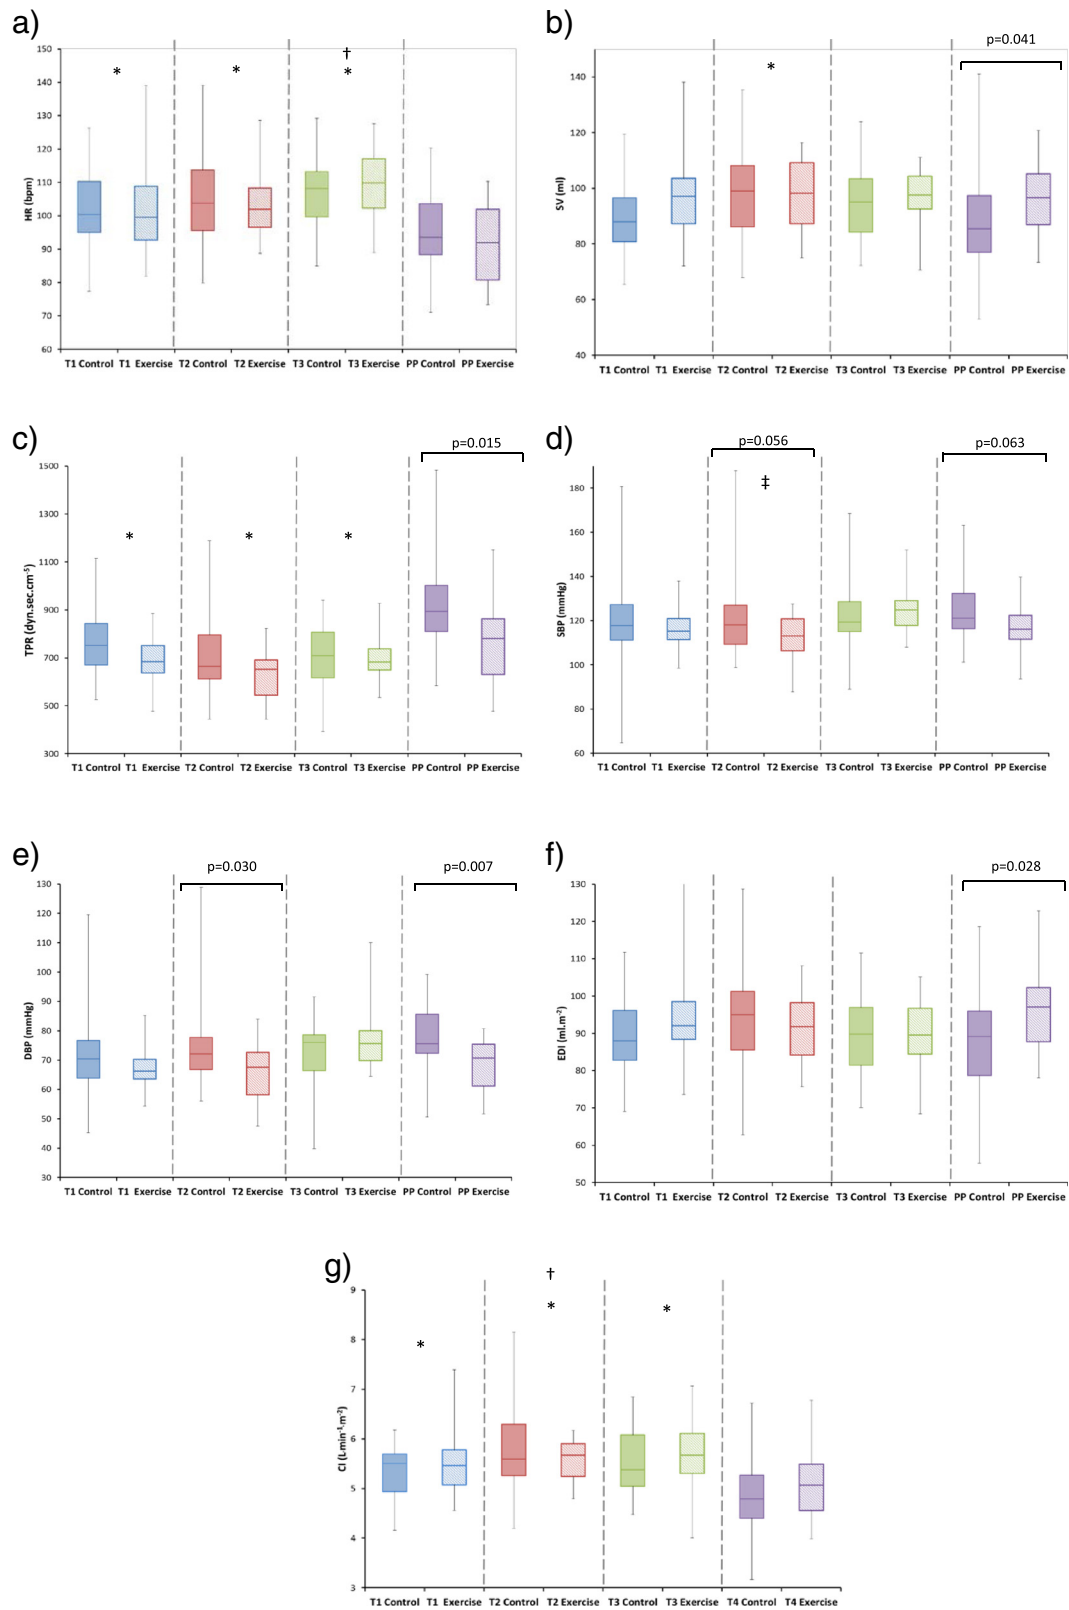 a)
150
140
130
120
110
100
90
80
70
60
HR (bpm)
* * † * 
T1 Control T1 Exercise T2 Control T2 Exercise T3 Control T3 Exercise PP Control PP Exercise
b)
p=0.041
140
120
100
80
60
40
SV (ml)
*
T1 Control T1 Exercise T2 Control T2 Exercise T3 Control T3 Exercise PP Control PP Exercise
c)
p=0.015
1500
1300
1100
900
700
500
300
TPR (dyn.sec.cm-5)
* * *
T1 Control T1 Exercise T2 Control T2 Exercise T3 Control T3 Exercise PP Control PP Exercise
d)
p=0.056 p=0.063
180
160
140
120
100
80
60
SBP (mmHg)
‡
T1 Control T1 Exercise T2 Control T2 Exercise T3 Control T3 Exercise PP Control PP Exercise
e)
p=0.030 p=0.007
130
120
110
100
90
80
70
60
50
40
30
DBP (mmHg)
T1 Control T1 Exercise T2 Control T2 Exercise T3 Control T3 Exercise PP Control PP Exercise
f)
p=0.028
130
120
110
100
90
80
70
60
50
EDI (ml.m-2)
T1 Control T1 Exercise T2 Control T2 Exercise T3 Control T3 Exercise PP Control PP Exercise
g)
9
8
7
6
5
4
3
CI (L·min-1·m-2)
†
* * *
T1 Control T1 Exercise T2 Control T2 Exercise T3 Control T3 Exercise T4 Control T4 Exercise